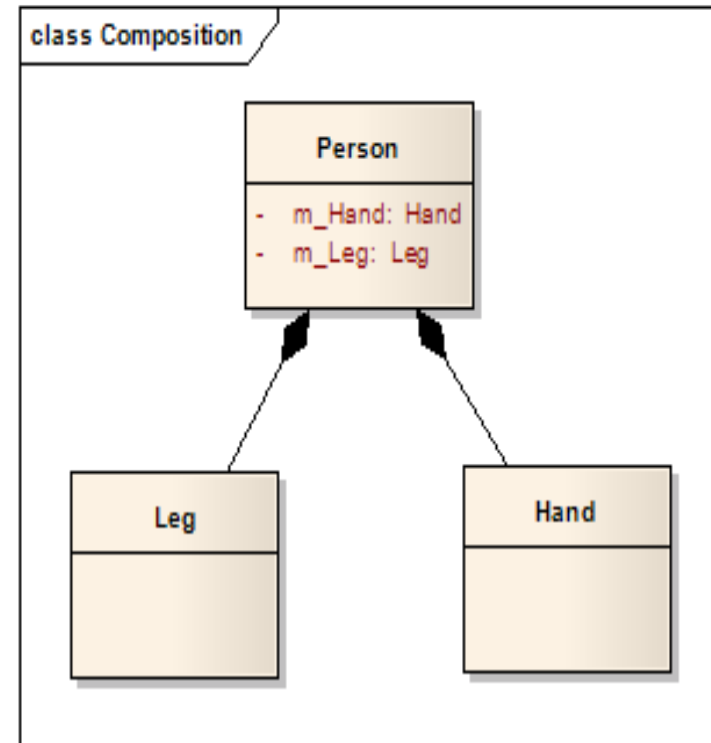 class Composition
Person
- m_Hand: Hand
- m_Leg: Leg
Leg
Hand